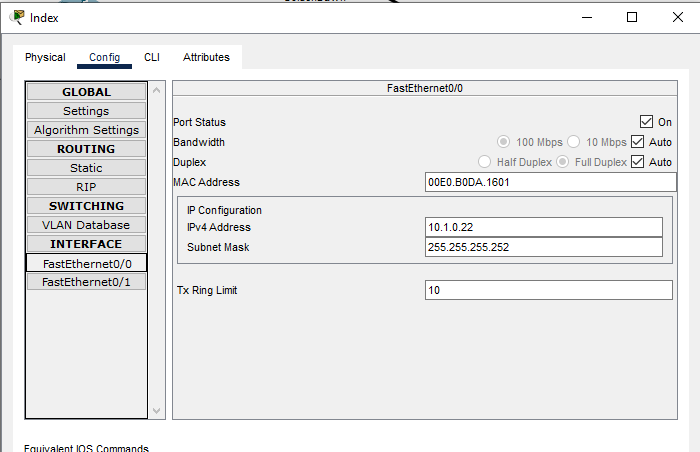 Index
Physical Config CLI Attributes
GLOBAL
Settings
Algorithm Settings
ROUTING
Static
RIP
SWITCHING
VLAN Database
INTERFACE
FastEthernet0/0
FastEthernet0/1
FastEthernet0/0
Port Status On
Bandwidth 100 Mbps 10 Mbps Auto
Duplex Half Duplex Full Duplex Auto
MAC Address 00E0.B0DA.1601
IP Configuration
IPv4 Address 10.1.0.22
Subnet Mask 255.255.255.252
Tx Ring Limit 10
Equivalent IOS Commands